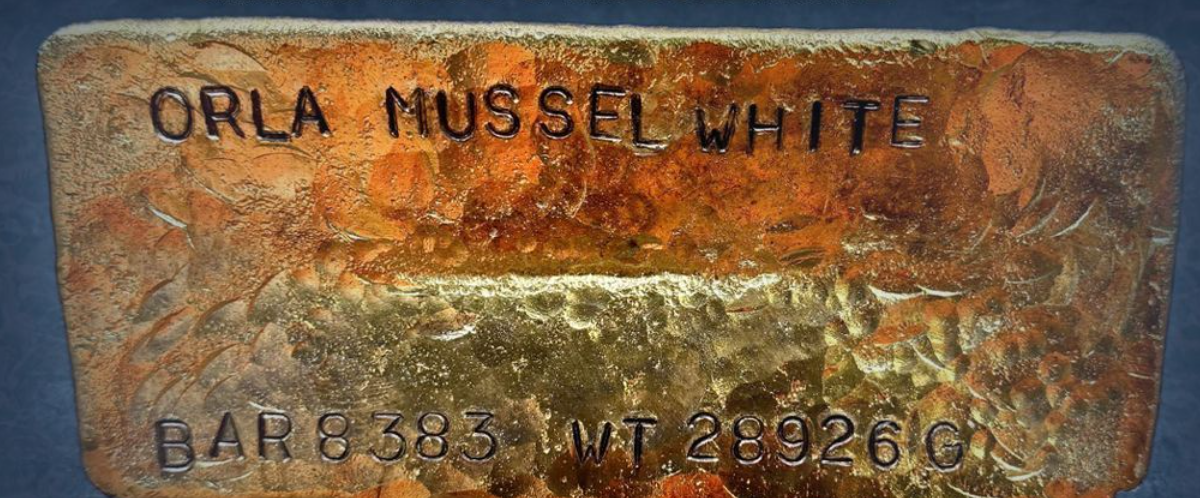 ORLA MUSSEL WHITE
BAR 8383 WT 28926 G